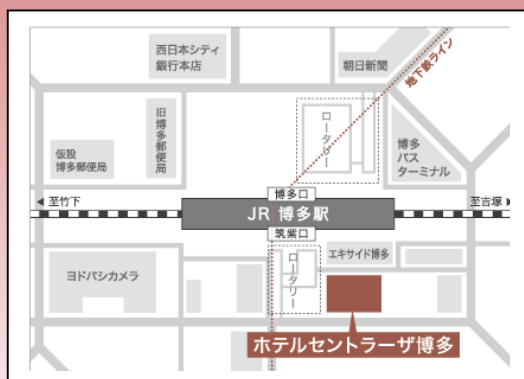 西日本シティ
銀行本店
朝日新聞
地下鉄ライン
旧博多郵便局
ロータリー
仮設
博多郵便局
博多
バス
ターミナル
◀ 至竹下
博多口
至吉塚 ▶
JR 博多駅
筑紫口
ロータリー
エキサイド博多
ヨドバシカメラ
ホテルセントラーザ博多